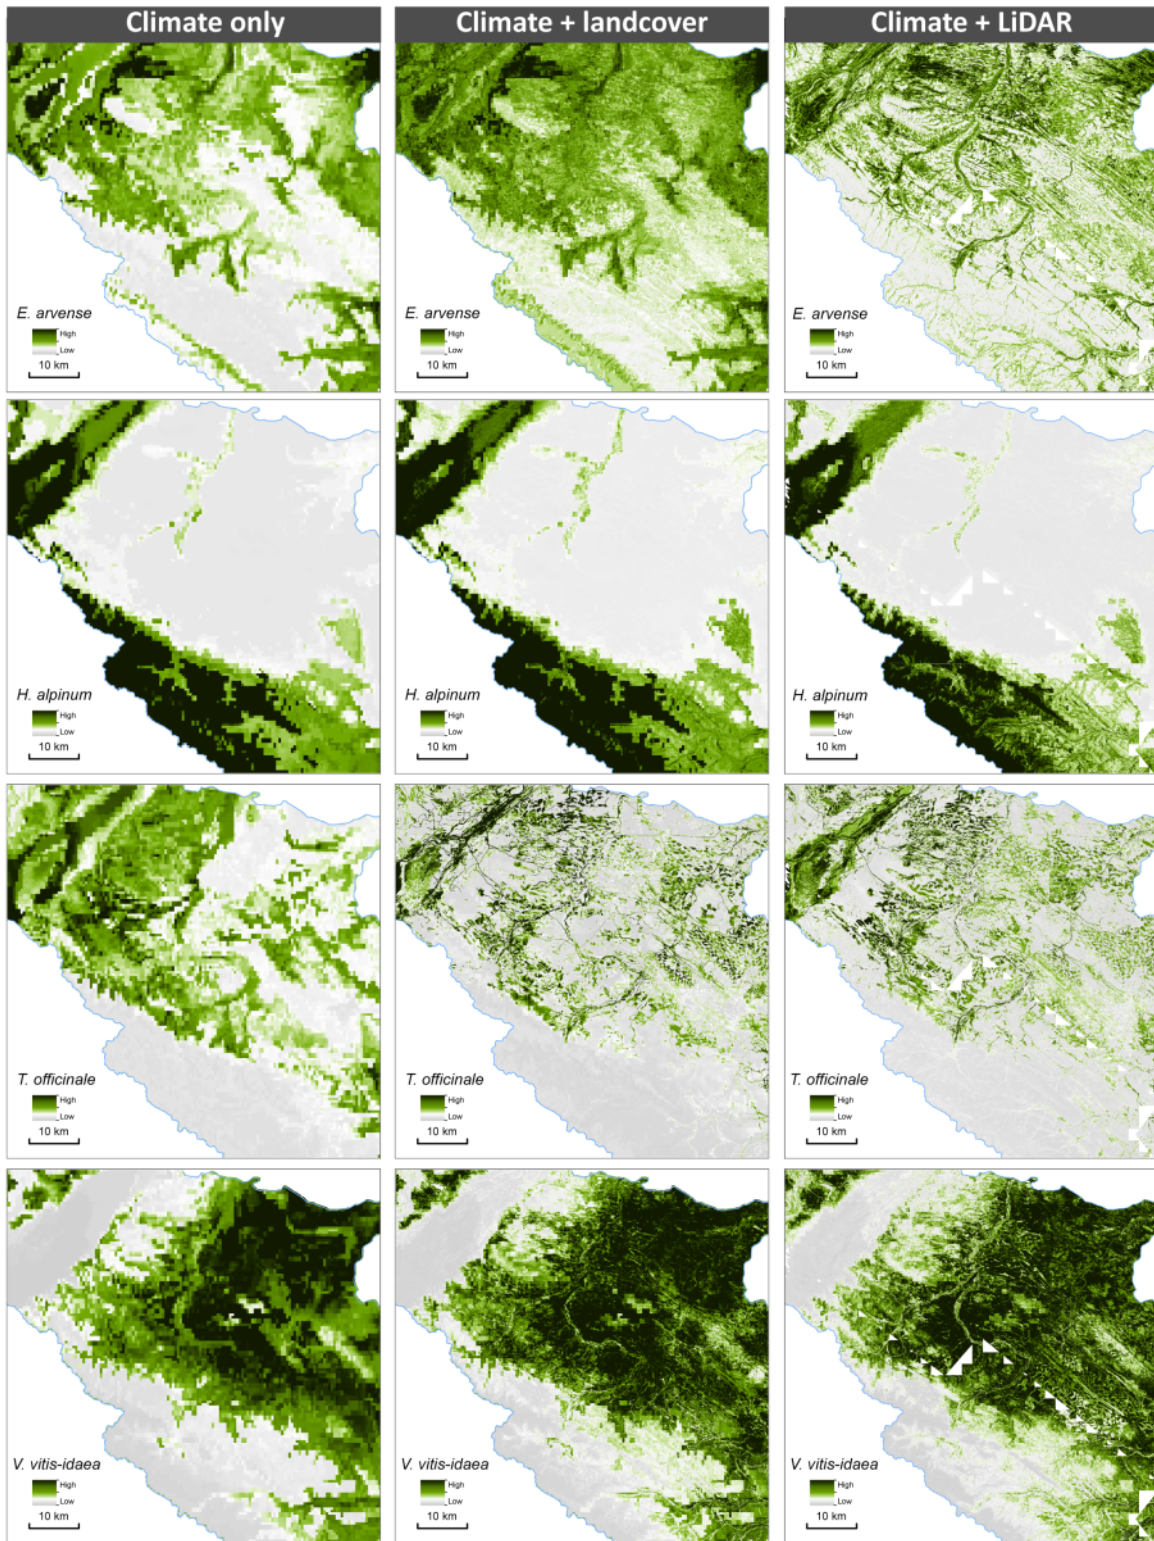 Climate only
Climate + landcover
Climate + LiDAR
E. arvense
High
Low
10 km
E. arvense
High
Low
10 km
E. arvense
High
Low
10 km
H. alpinum
High
Low
10 km
H. alpinum
High
Low
10 km
H. alpinum
High
Low
10 km
T. officinale
High
Low
10 km
T. officinale
High
Low
10 km
T. officinale
High
Low
10 km
V. vitis-idaea
High
Low
10 km
V. vitis-idaea
High
Low
10 km
V. vitis-idaea
High
Low
10 km